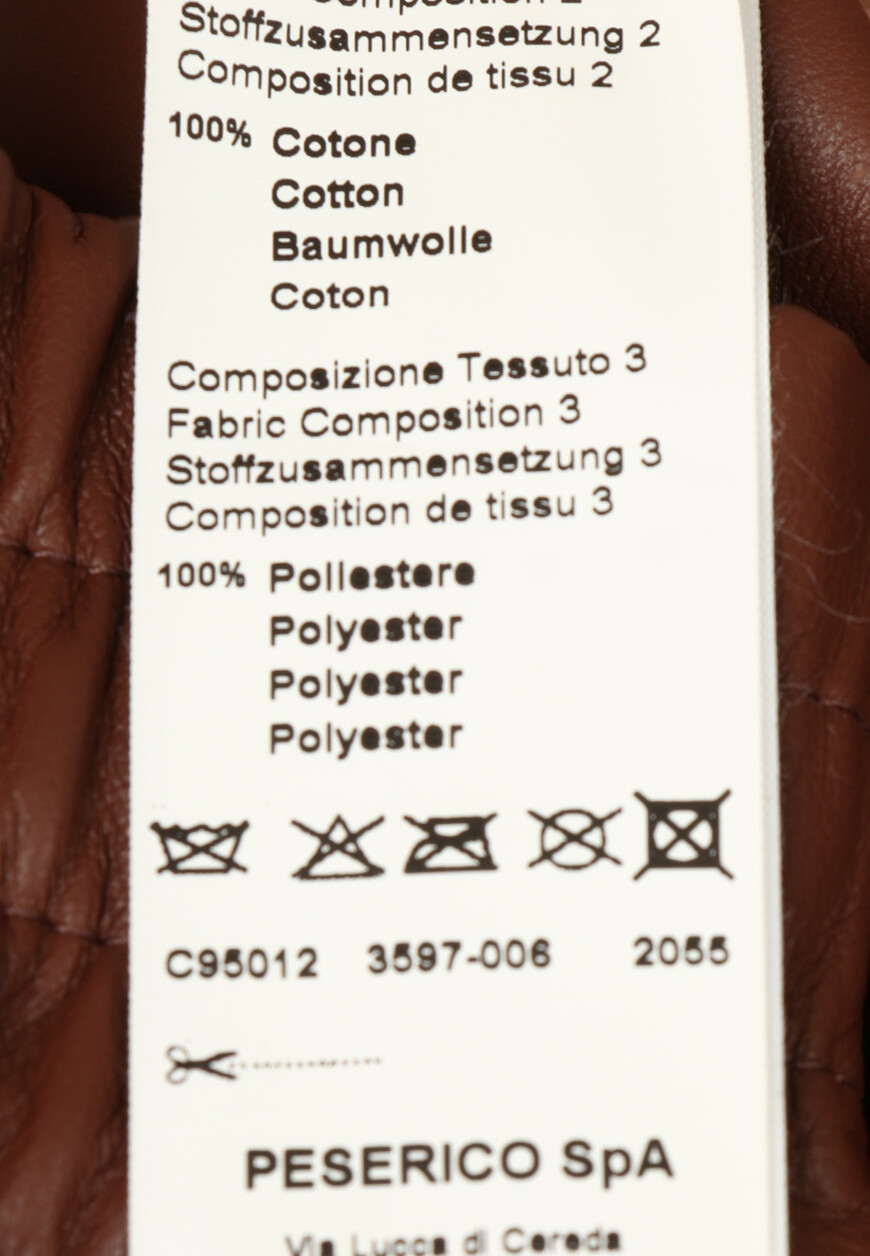 Composition 2
Stoffzusammensetzung 2
Composition de tissu 2
100% Cotone
Cotton
Baumwolle
Coton
Composizione Tessuto 3
Fabric Composition 3
Stoffzusammensetzung 3
Composition de tissu 3
100% Poliestere
Polyester
Polyester
Polyester
C95012 3597-006 2055
PESERICO SpA
Via Lucca di Cereda